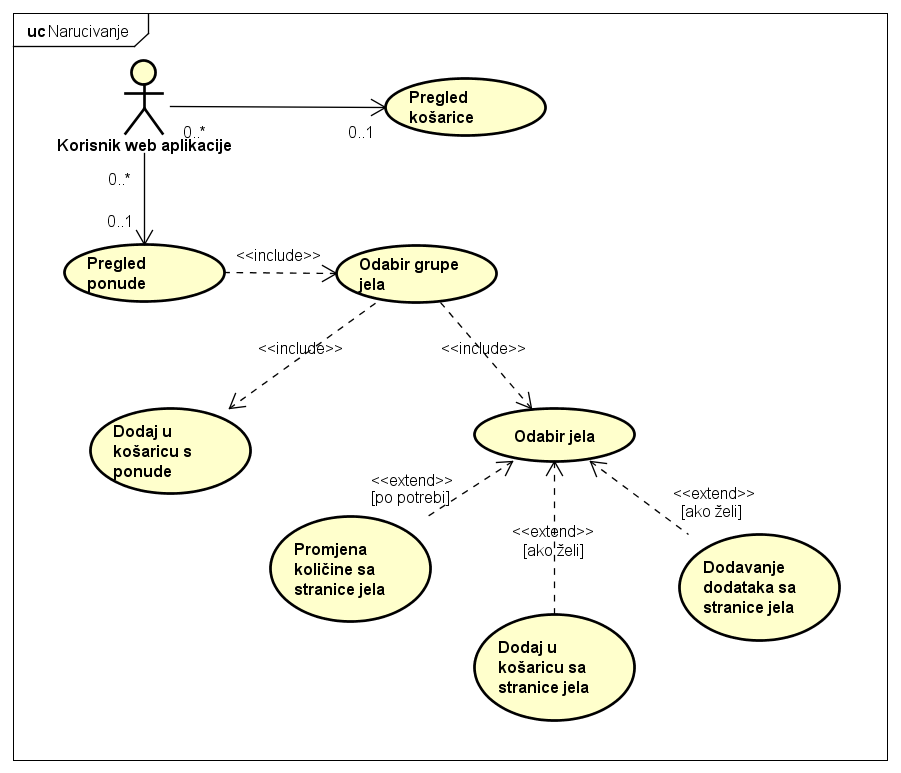 uc Narucivanje
Pregled
košarice
0..*
0..1
Korisnik web aplikacije
0..*
0..1
Pregled
ponude
<<include>>
Odabir grupe
jela
<<include>>
<<include>>
Dodaj u
košaricu s
ponude
Odabir jela
<<extend>>
[po potrebi]
<<extend>>
[ako želi]
<<extend>>
[ako želi]
Promjena
količine sa
stranice jela
Dodavanje
dodataka sa
stranice jela
Dodaj u
košaricu sa
stranice jela